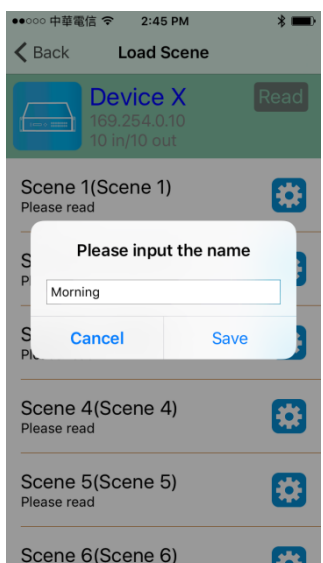 中華電信 2:45 PM
Back Load Scene
Device X
Read
169.254.0.10
10 in/10 out
Scene 1(Scene 1)
Please read
Please input the name
Morning
Cancel Save
Scene 4(Scene 4)
Please read
Scene 5(Scene 5)
Please read
Scene 6(Scene 6)